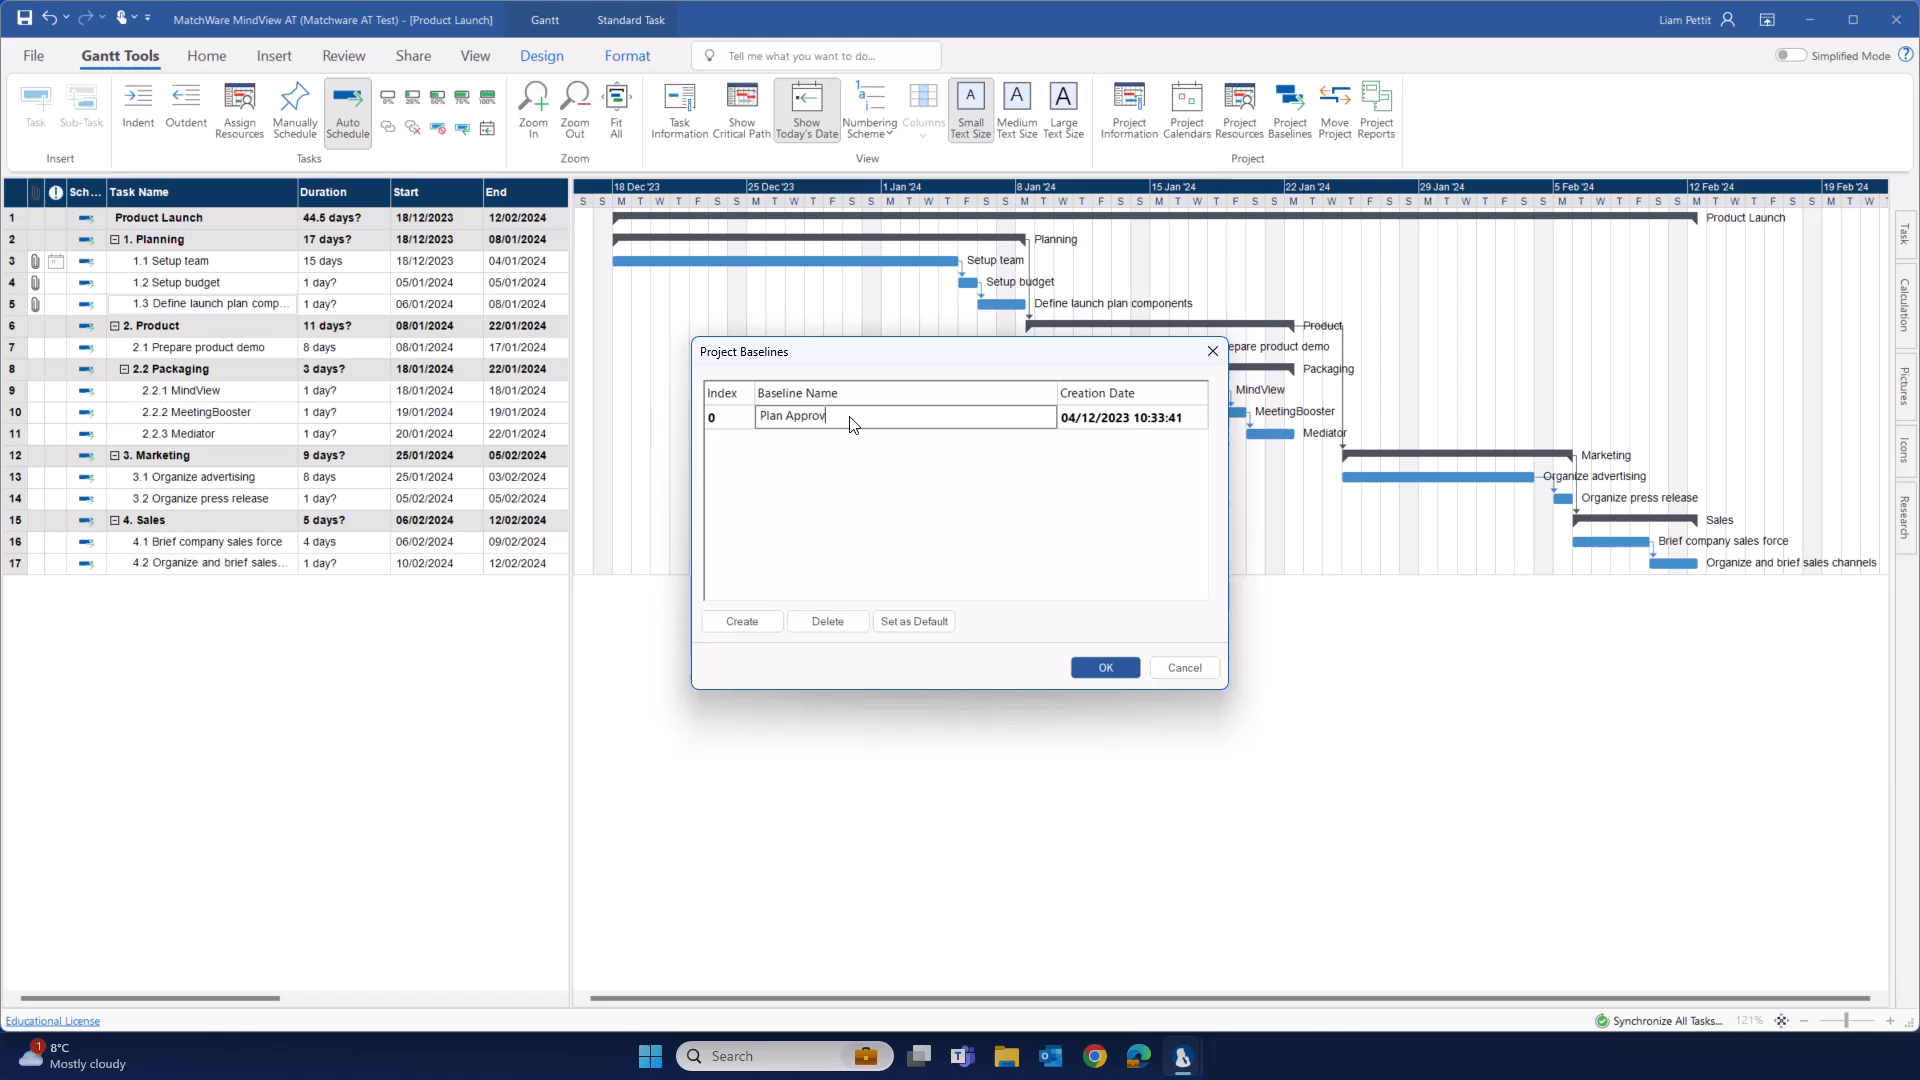 MatchWare MindView AT (Matchware AT Test) - [Product Launch]
Gantt
Standard Task
Liam Pettit
File
Gantt Tools
Home
Insert
Review
Share
View
Design
Format
Tell me what you want to do...
Simplified Mode
Task
Sub-Task
Indent
Outdent
Assign Resources
Manually Schedule
Auto Schedule
0%
25%
50%
75%
100%
Zoom In
Zoom Out
Fit All
Task Information
Show Critical Path
Show Today's Date
Numbering Scheme
Columns
Small Text Size
Medium Text Size
Large Text Size
Project Information
Project Calendars
Project Resources
Project Baselines
Move Project
Project Reports
Insert
Tasks
Zoom
View
Project
Sch... Task Name Duration Start End
1 Product Launch 44.5 days? 18/12/2023 12/02/2024
2 1. Planning 17 days? 18/12/2023 08/01/2024
3 1.1 Setup team 15 days 18/12/2023 04/01/2024
4 1.2 Setup budget 1 day? 05/01/2024 05/01/2024
5 1.3 Define launch plan comp... 1 day? 06/01/2024 08/01/2024
6 2. Product 11 days? 08/01/2024 22/01/2024
7 2.1 Prepare product demo 8 days 08/01/2024 17/01/2024
8 2.2 Packaging 3 days? 18/01/2024 22/01/2024
9 2.2.1 MindView 1 day? 18/01/2024 18/01/2024
10 2.2.2 MeetingBooster 1 day? 19/01/2024 19/01/2024
11 2.2.3 Mediator 1 day? 20/01/2024 22/01/2024
12 3. Marketing 9 days? 25/01/2024 05/02/2024
13 3.1 Organize advertising 8 days 25/01/2024 03/02/2024
14 3.2 Organize press release 1 day? 05/02/2024 05/02/2024
15 4. Sales 5 days? 06/02/2024 12/02/2024
16 4.1 Brief company sales force 4 days 06/02/2024 09/02/2024
17 4.2 Organize and brief sales... 1 day? 10/02/2024 12/02/2024
18 Dec '23 25 Dec '23 1 Jan '24 8 Jan '24 15 Jan '24 22 Jan '24 29 Jan '24 5 Feb '24 12 Feb '24 19 Feb '24
S S M T W T F S S M T W T F S S M T W T F S S M T W T F S S M T W T F S S M T W T F S S M T W T F S S M T W T F S S M T W T F S S M T W
Product Launch
Planning
Setup team
Setup budget
Define launch plan components
Product
epare product demo
Packaging
MindView
MeetingBooster
Mediator
Marketing
Organize advertising
Organize press release
Sales
Brief company sales force
Organize and brief sales channels
Project Baselines
Index Baseline Name Creation Date
0 Plan Approv 04/12/2023 10:33:41
Create
Delete
Set as Default
OK
Cancel
Task
Calculation
Pictures
Icons
Research
Educational License
Synchronize All Tasks...
121%
1
8°C
Mostly cloudy
Search